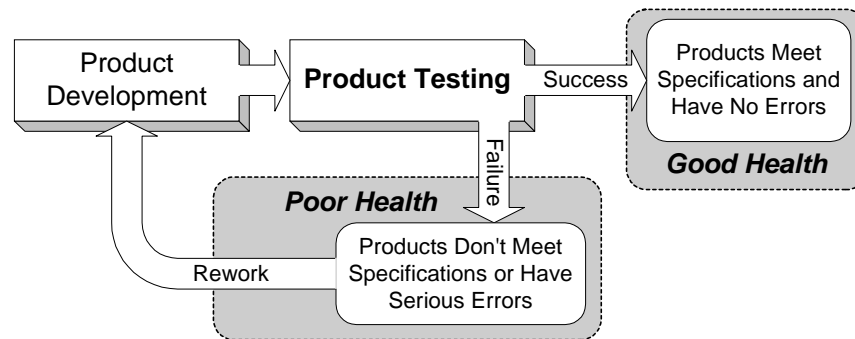 Product
Development
Product Testing
Success
Products Meet
Specifications and
Have No Errors
Good Health
Failure
Poor Health
Products Don't Meet
Specifications or Have
Serious Errors
Rework